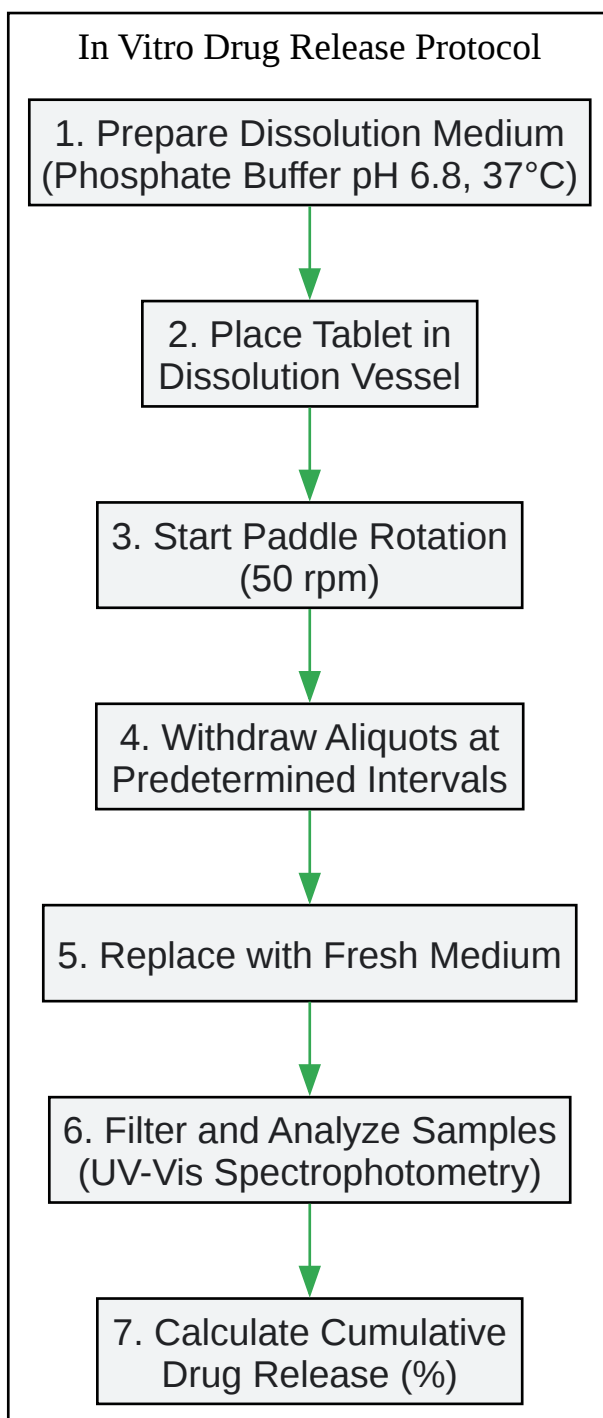 In Vitro Drug Release Protocol
1. Prepare Dissolution Medium
(Phosphate Buffer pH 6.8, 37°C)
2. Place Tablet in
Dissolution Vessel
3. Start Paddle Rotation
(50 rpm)
4. Withdraw Aliquots at
Predetermined Intervals
5. Replace with Fresh Medium
6. Filter and Analyze Samples
(UV-Vis Spectrophotometry)
7. Calculate Cumulative
Drug Release (%)